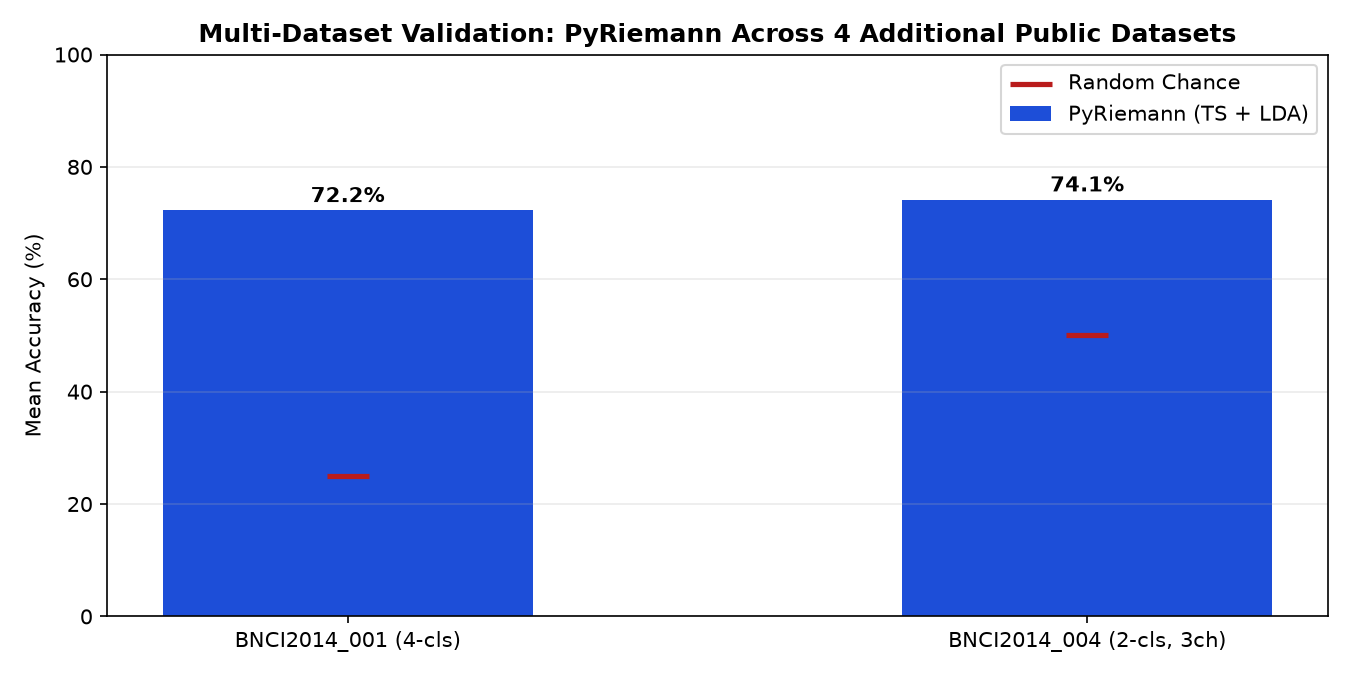 Multi-Dataset Validation: PyRiemann Across 4 Additional Public Datasets
100
Random Chance
PyRiemann (TS + LDA)
80
72.2%
74.1%
60
Mean Accuracy (%)
40
20
0
BNCI2014_001 (4-cls)
BNCI2014_004 (2-cls, 3ch)